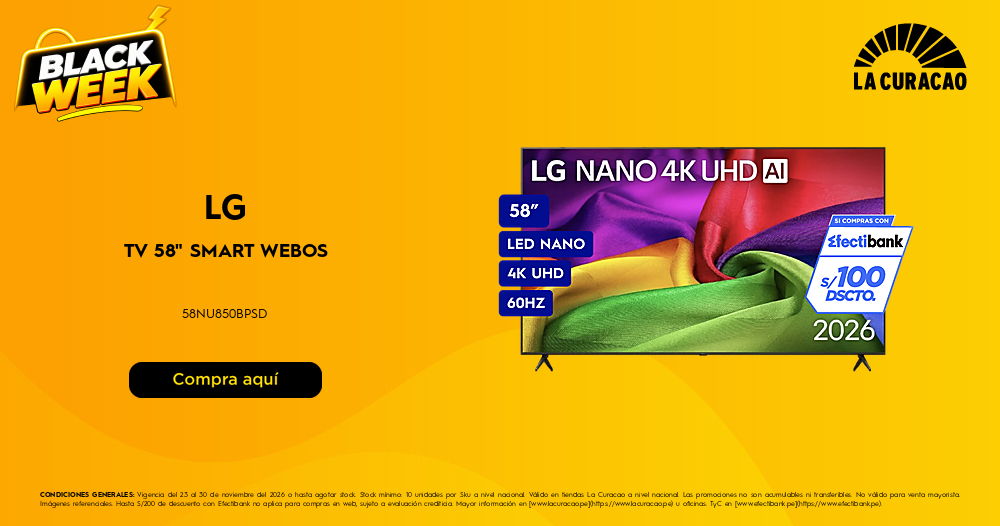 BLACK
WEEK
LA CURACAO
LG
TV 58" SMART WEBOS
58NU850BPSD
Compra aquí
LG NANO 4K UHD AI
58”
LED NANO
4K UHD
60HZ
SI COMPRAS CON
Efectibank
S/100
DSCTO.
2026
CONDICIONES GENERALES: Vigencia del 23 al 30 de noviembre del 2026 o hasta agotar stock. Stock mínimo: 10 unidades por Sku a nivel nacional. Válido en tiendas La Curacao a nivel nacional. Las promociones no son acumulables ni transferibles. No válido para venta mayorista.
Imágenes referenciales. Hasta S/200 de descuento con Efectibank no aplica para compras en web, sujeto a evaluación crediticia. Mayor información en [www.lacuracao.pe](https://www.lacuracao.pe) u oficinas. TyC en [www.efectibank.pe](https://www.efectibank.pe).